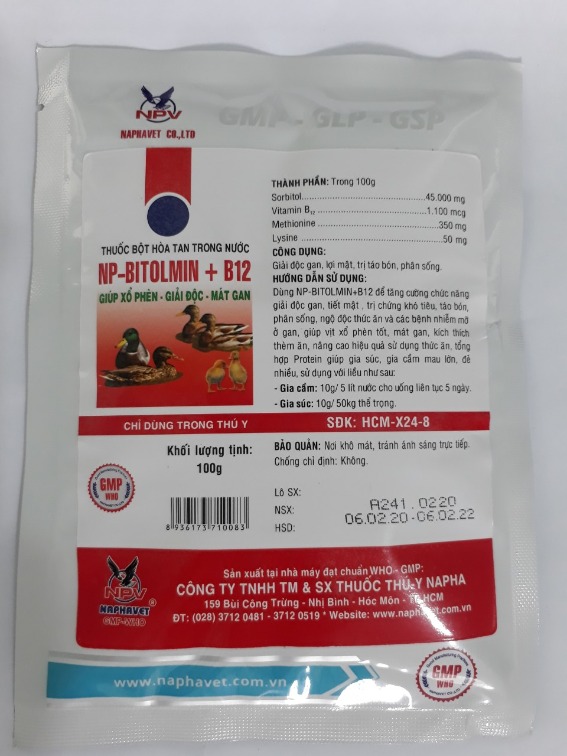 NPV
NAPHAVET CO.,LTD
GMP - GLP - GSP
THUỐC BỘT HÒA TAN TRONG NƯỚC
NP-BITOLMIN + B12
GIÚP XỔ PHÈN - GIẢI ĐỘC - MÁT GAN
THÀNH PHẦN: Trong 100g
Sorbitol....................................45.000 mg
Vitamin B12....................................1.100 mcg
Methionine....................................350 mg
Lysine....................................50 mg
CÔNG DỤNG:
Giải độc gan, lợi mật, trị táo bón, phân sống.
HƯỚNG DẪN SỬ DỤNG:
Dùng NP-BITOLMIN+B12 để tăng cường chức năng
giải độc gan, tiết mật , trị chứng khó tiêu, táo bón,
phân sống, ngộ độc thức ăn và các bệnh nhiễm mỡ
ở gan, giúp vịt xổ phèn tốt, mát gan, kích thích
thèm ăn, nâng cao hiệu quả sử dụng thức ăn, tổng
hợp Protein giúp gia súc, gia cầm mau lớn, đẻ
nhiều, sử dụng với liều như sau:
- Gia cầm: 10g/ 5 lít nước cho uống liên tục 5 ngày.
- Gia súc: 10g/ 50kg thể trọng.
CHỈ DÙNG TRONG THÚ Y
SĐK: HCM-X24-8
Khối lượng tịnh:
100g
BẢO QUẢN: Nơi khô mát, tránh ánh sáng trực tiếp.
Chống chỉ định: Không.
GMP
WHO
8 936173 710083
Lô SX:
NSX:
HSD:
A241.0220
06.02.20-06.02.22
NPV
NAPHAVET
GMP-WHO
Sản xuất tại nhà máy đạt chuẩn WHO - GMP:
CÔNG TY TNHH TM & SX THUỐC THÚ Y NAPHA
159 Bùi Công Trừng - Nhị Bình - Hóc Môn - TP.HCM
ĐT: (028) 3712 0481 - 3712 0519 * Website: www.naphavet.com.vn
www.naphavet.com.vn
GMP
WHO